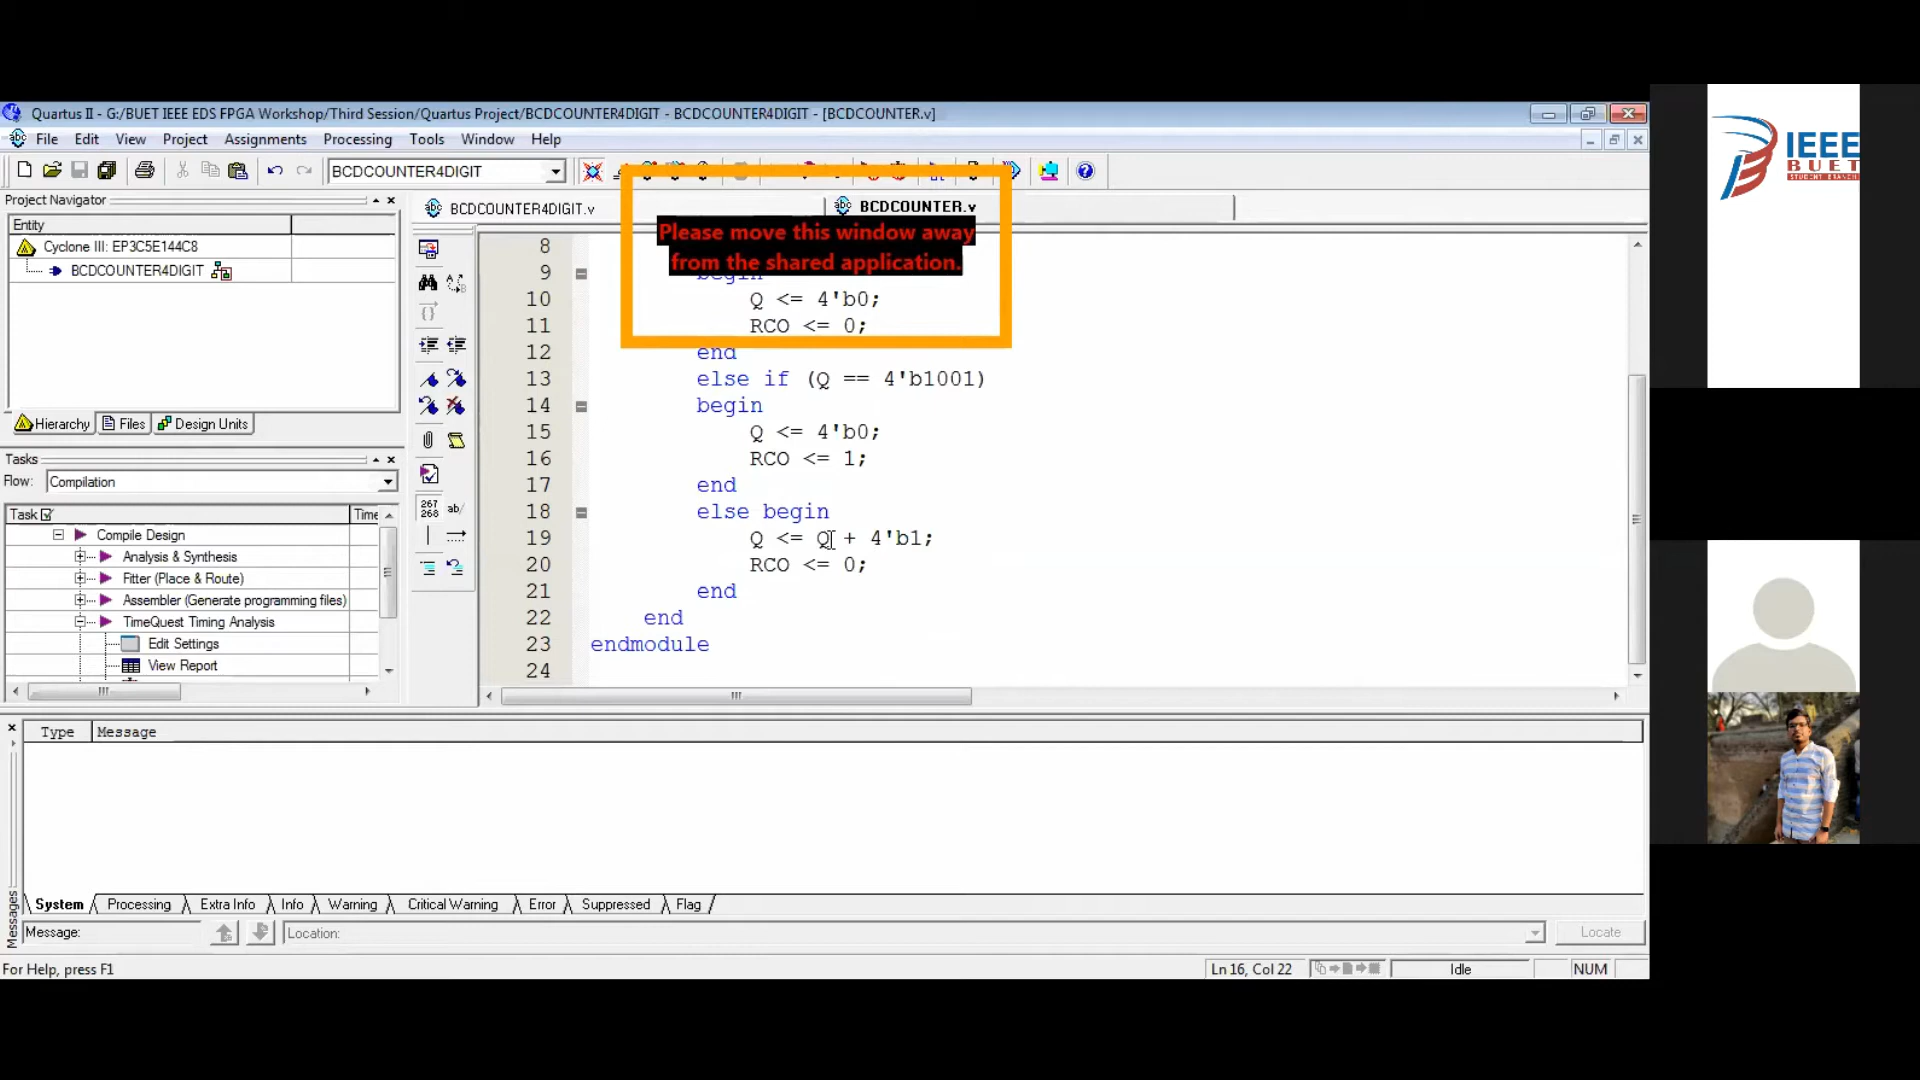 Quartus II - G:/BUET IEEE EDS FPGA Workshop/Third Session/Quartus Project/BCDCOUNTER4DIGIT - BCDCOUNTER4DIGIT - [BCDCOUNTER.v]
File Edit View Project Assignments Processing Tools Window Help
BCDCOUNTER4DIGIT
Project Navigator
Entity
Cyclone III: EP3C5E144C8
BCDCOUNTER4DIGIT
Hierarchy Files Design Units
Tasks
Flow: Compilation
Task Time
Compile Design
Analysis & Synthesis
Fitter (Place & Route)
Assembler (Generate programming files)
TimeQuest Timing Analysis
Edit Settings
View Report
BCDCOUNTER4DIGIT.v BCDCOUNTER.v
Please move this window away
from the shared application.
267
268 ab/
8
9 begin
10 Q <= 4'b0;
11 RCO <= 0;
12 end
13 else if (Q == 4'b1001)
14 begin
15 Q <= 4'b0;
16 RCO <= 1;
17 end
18 else begin
19 Q <= Q + 4'b1;
20 RCO <= 0;
21 end
22 end
23 endmodule
24
Type Message
System Processing Extra Info Info Warning Critical Warning Error Suppressed Flag
Messages
Message: Location: Locate
For Help, press F1 Ln 16, Col 22 Idle NUM
IEEE
BUET
STUDENT BRANCH